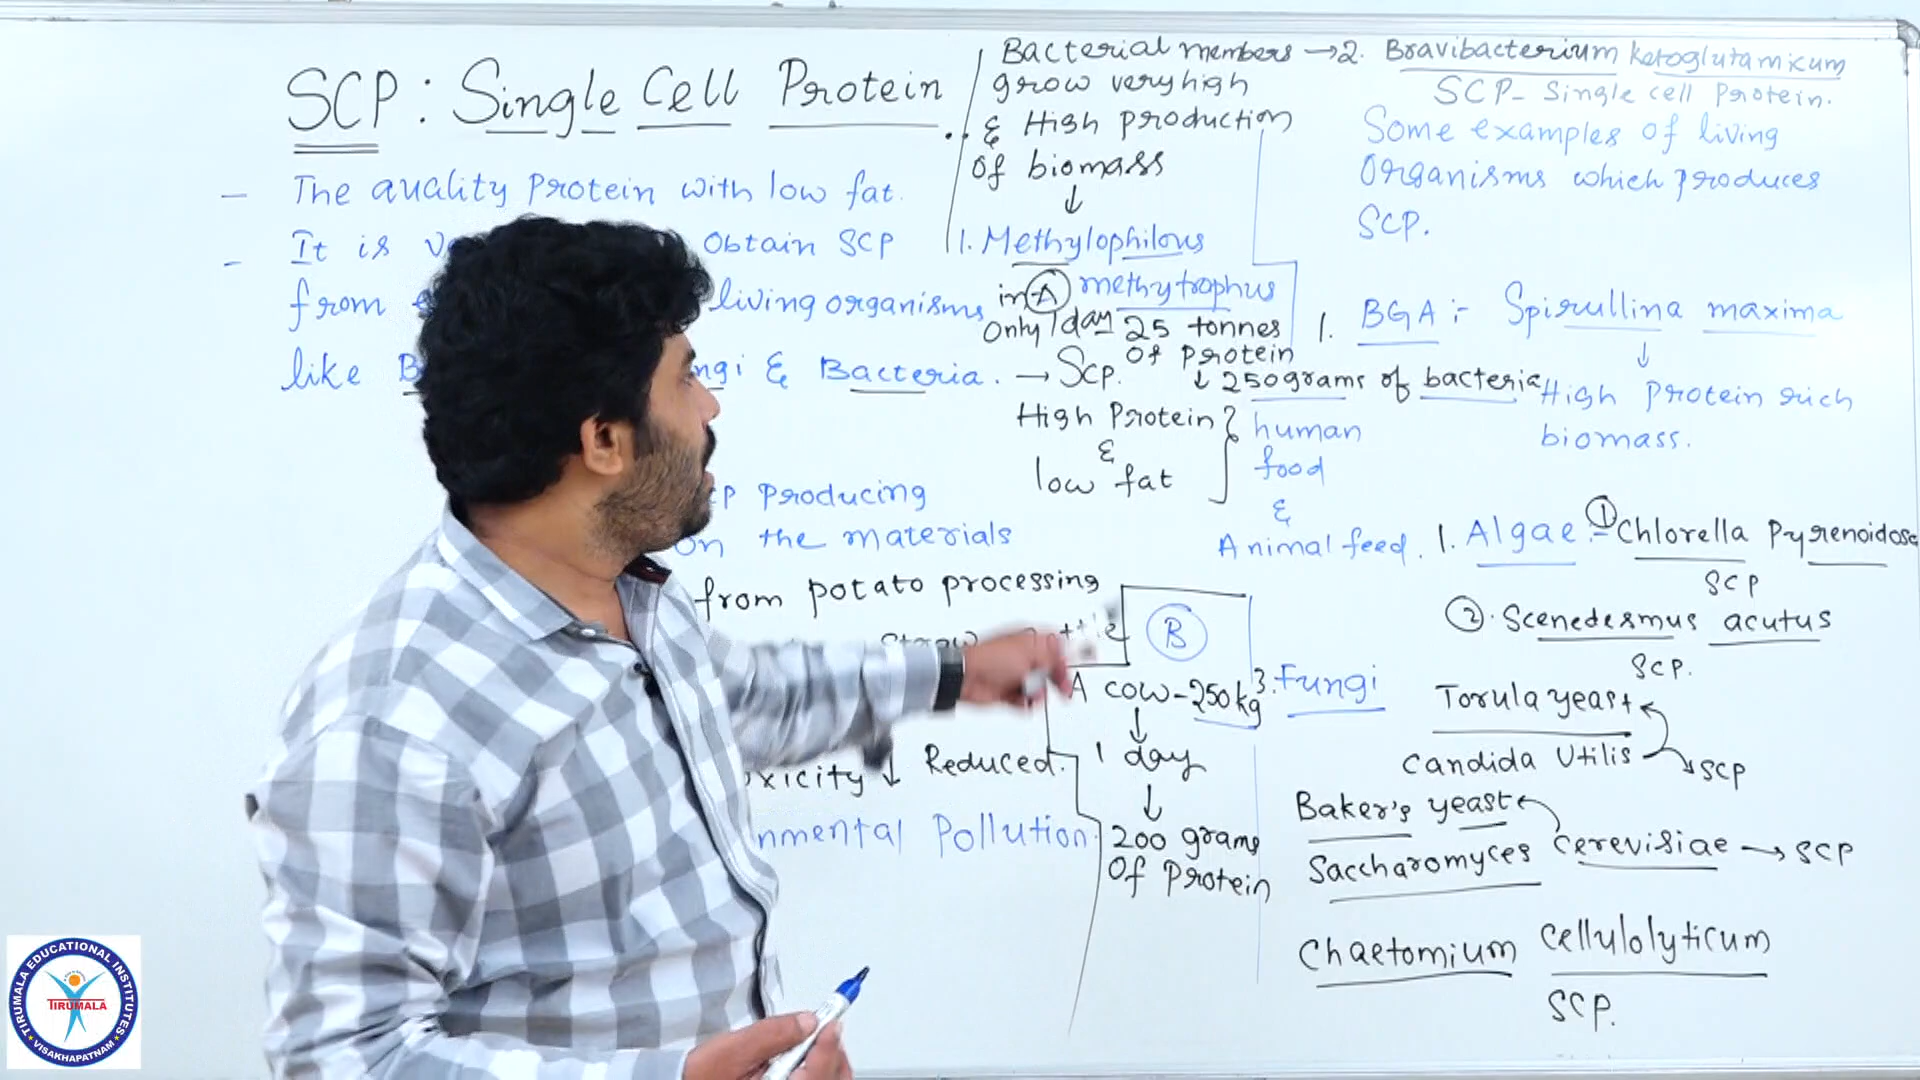 SCP: Single Cell Protein
- The quality Protein with low fat.
- It is Obtain SCP
from living organisms
like & Bacteria.
Producing
on the materials
from potato processing
Reduced.
Pollution.
Bacterial members → 2. Bravibacterium ketoglutamicum
grow very high
& High production
Of biomass
↓
1. Methylophilous
in (A) methytrophus
Only 1 day 25 tonnes
Of Protein
→ SCP.
↓ 250 grams of bacteria
High Protein
&
low fat
human
food
&
Animal feed.
B
A cow - 250 kg
↓
1 day
↓
200 grams
Of Protein
SCP - Single cell Protein.
Some examples of living
Organisms which produces
SCP.
1. BGA :- Spirullina maxima
↓
High Protein rich
biomass.
1. Algae :- ① Chlorella Pyrenoidosa
SCP
②. Scenedesmus acutus
SCP.
3. Fungi
Torula yeast
Candida Utilis → SCP
Baker's yeast
Saccharomyces Cerevisiae → SCP
Chaetomium Cellulolyticum
SCP.
TIRUMALA EDUCATIONAL INSTITUTES
TIRUMALA
VISAKHAPATNAM